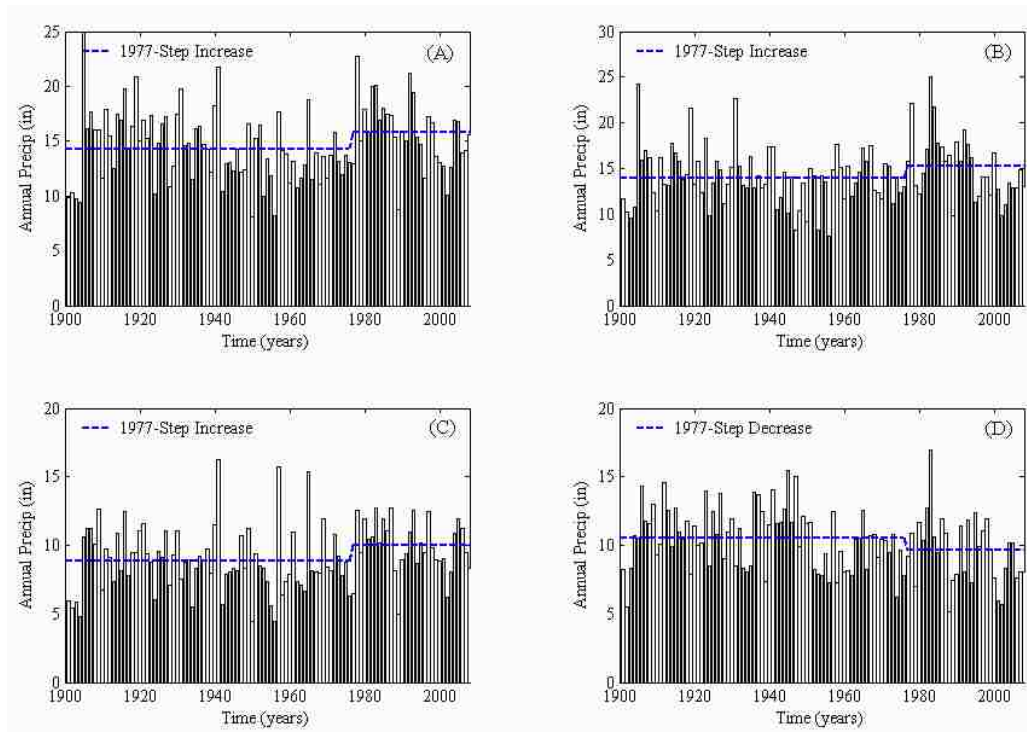 1977-Step Increase (A)
25
20
15
10
5
0
Annual Precip (in)
1900 1920 1940 1960 1980 2000
Time (years)
1977-Step Increase (B)
30
25
20
15
10
5
0
Annual Precip (in)
1900 1920 1940 1960 1980 2000
Time (years)
1977-Step Increase (C)
20
15
10
5
0
Annual Precip (in)
1900 1920 1940 1960 1980 2000
Time (years)
1977-Step Decrease (D)
20
15
10
5
0
Annual Precip (in)
1900 1920 1940 1960 1980 2000
Time (years)